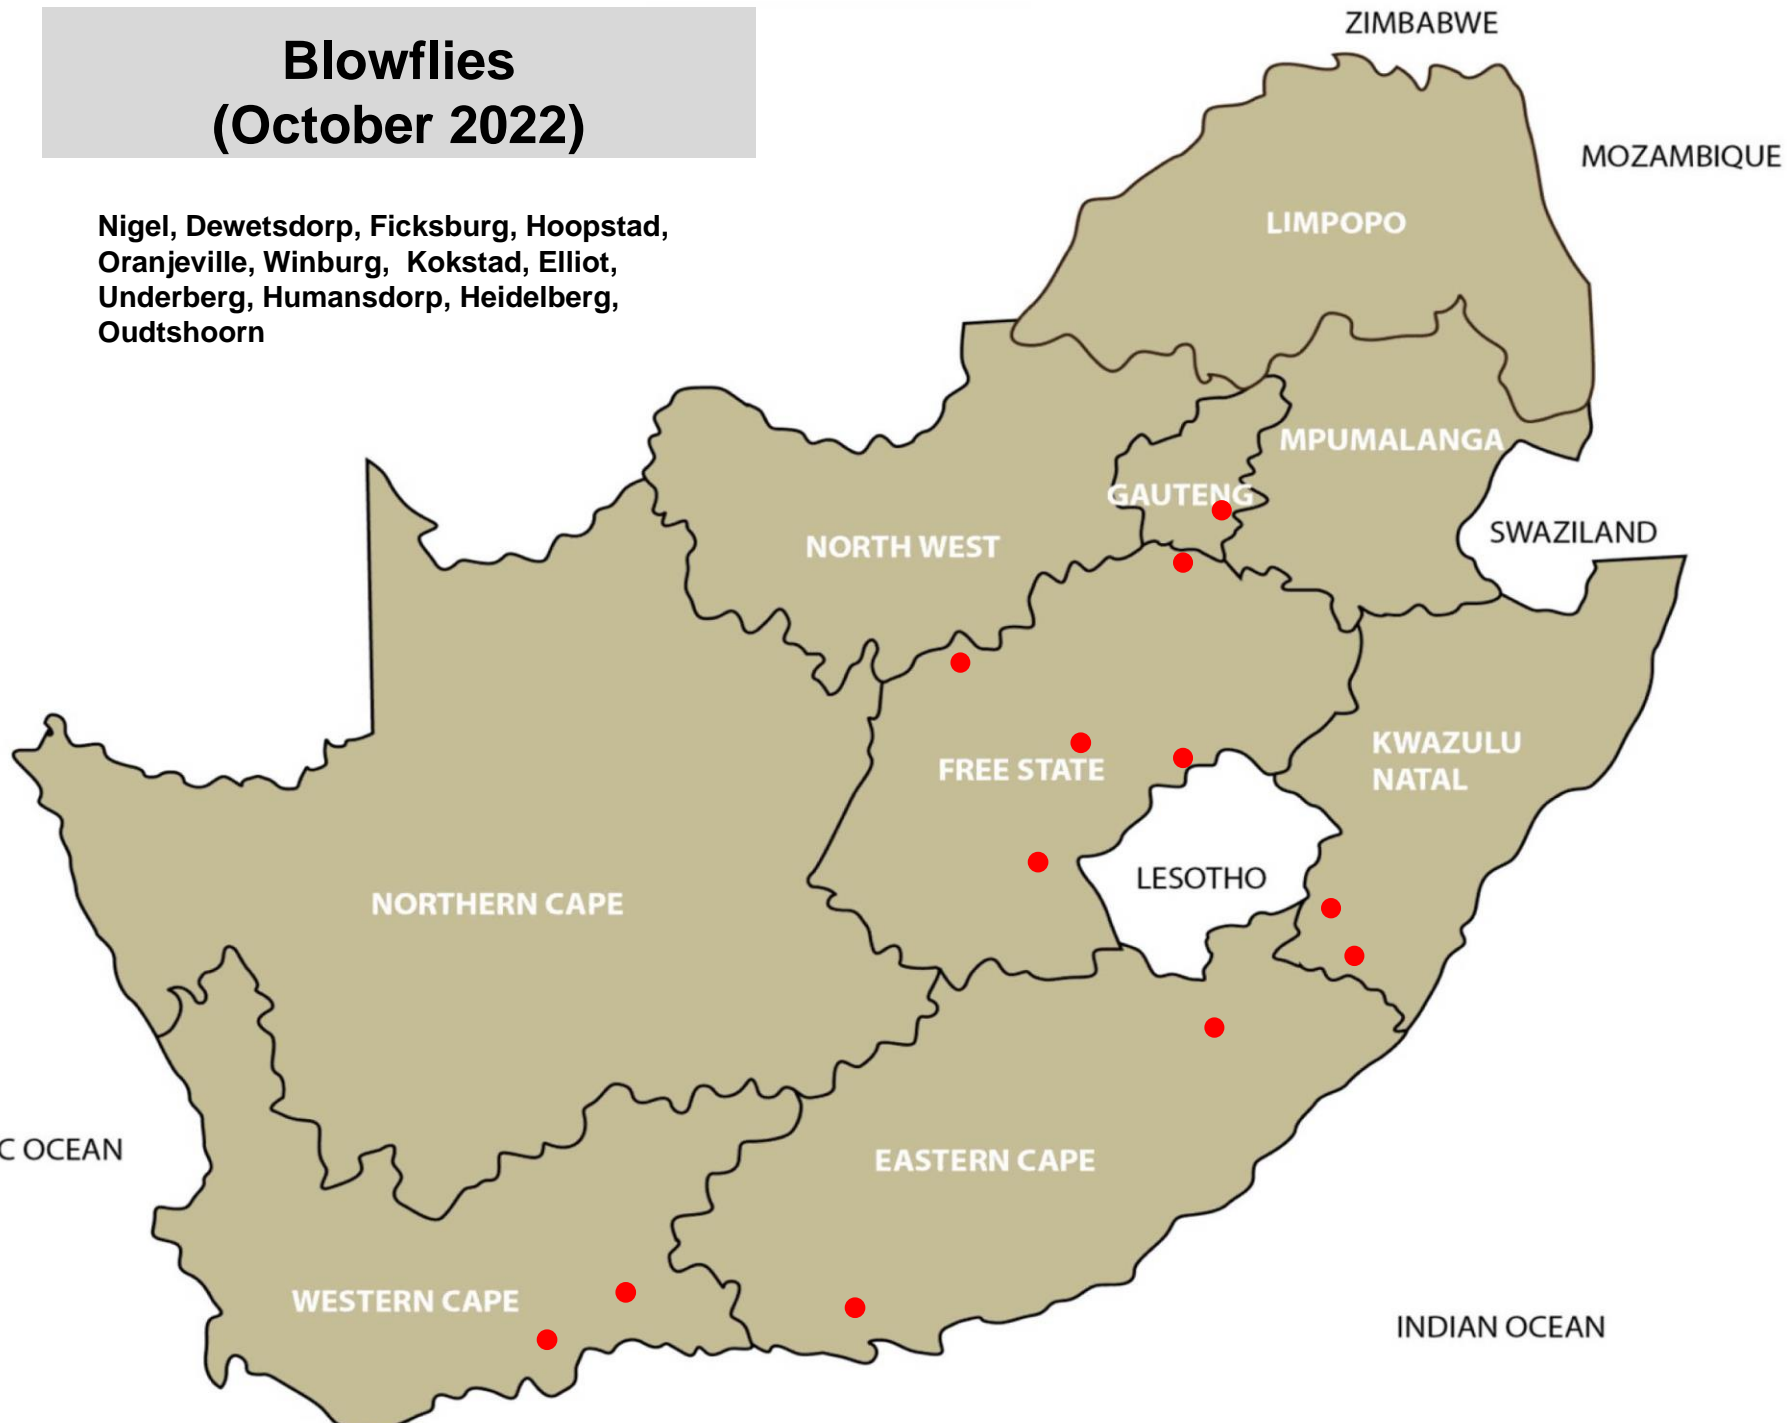 Blowflies
(October 2022)
Nigel, Dewetsdorp, Ficksburg, Hoopstad,
Oranjeville, Winburg, Kokstad, Elliot,
Underberg, Humansdorp, Heidelberg,
Oudtshoorn
ZIMBABWE
MOZAMBIQUE
LIMPOPO
MPUMALANGA
GAUTENG
SWAZILAND
NORTH WEST
KWAZULU
NATAL
FREE STATE
LESOTHO
NORTHERN CAPE
C OCEAN
EASTERN CAPE
WESTERN CAPE
INDIAN OCEAN